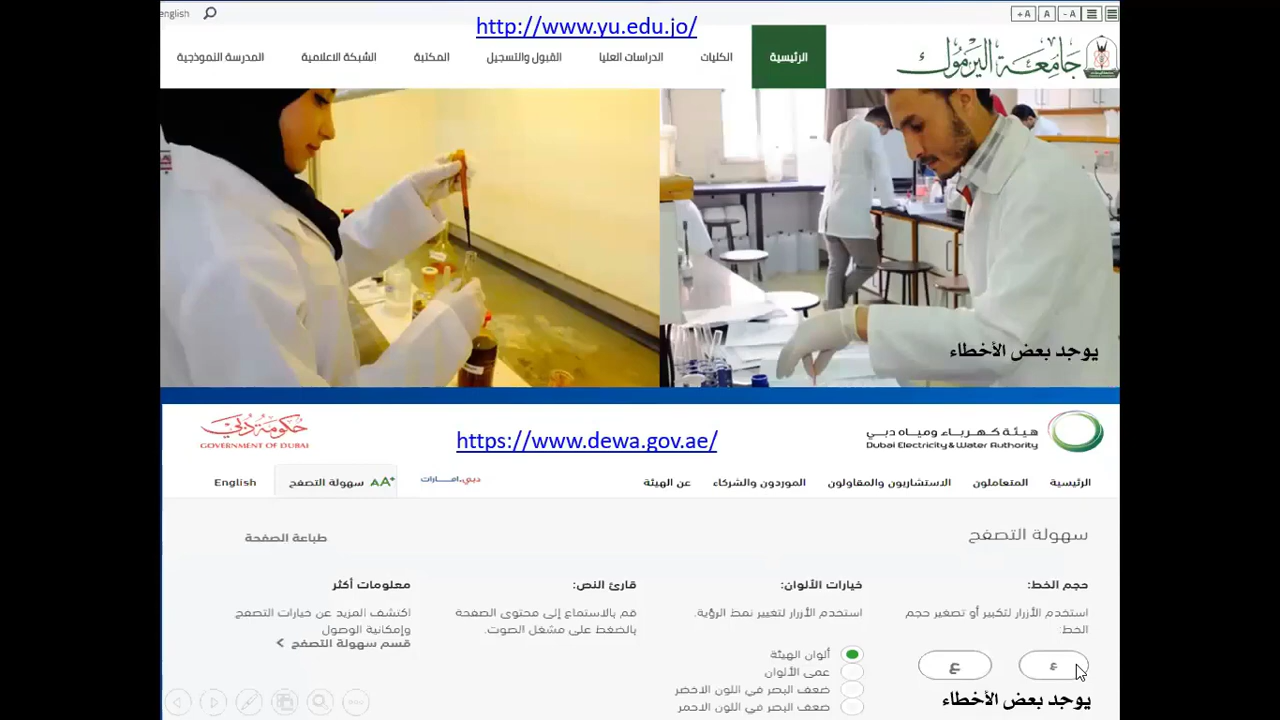 english
http://www.yu.edu.jo/
+A A -A
جامعة اليرموك
الرئيسية الكليات الدراسات العليا القبول والتسجيل المكتبة الشبكة الاعلامية المدرسة النموذجية
يوجد بعض الأخطاء
هيئة كهرباء ومياه دبي
Dubai Electricity & Water Authority
https://www.dewa.gov.ae/
حكومة دبي
GOVERNMENT OF DUBAI
الرئيسية المتعاملون الاستشاريون والمقاولون الموردون والشركاء عن الهيئة سهولة التصفح AA+ English
سهولة التصفح
طباعة الصفحة
حجم الخط:
استخدم الأزرار لتكبير أو تصغير حجم
الخط:
ء ع
خيارات الألوان:
استخدم الأزرار لتغيير نمط الرؤية.
ألوان الهيئة
عمى الألوان
ضعف البصر في اللون الاخضر
ضعف البصر في اللون الاحمر
قارئ النص:
قم بالاستماع إلى محتوى الصفحة
بالضغط على مشغل الصوت.
معلومات أكثر
اكتشف المزيد عن خيارات التصفح
وإمكانية الوصول
قسم سهولة التصفح
يوجد بعض الأخطاء